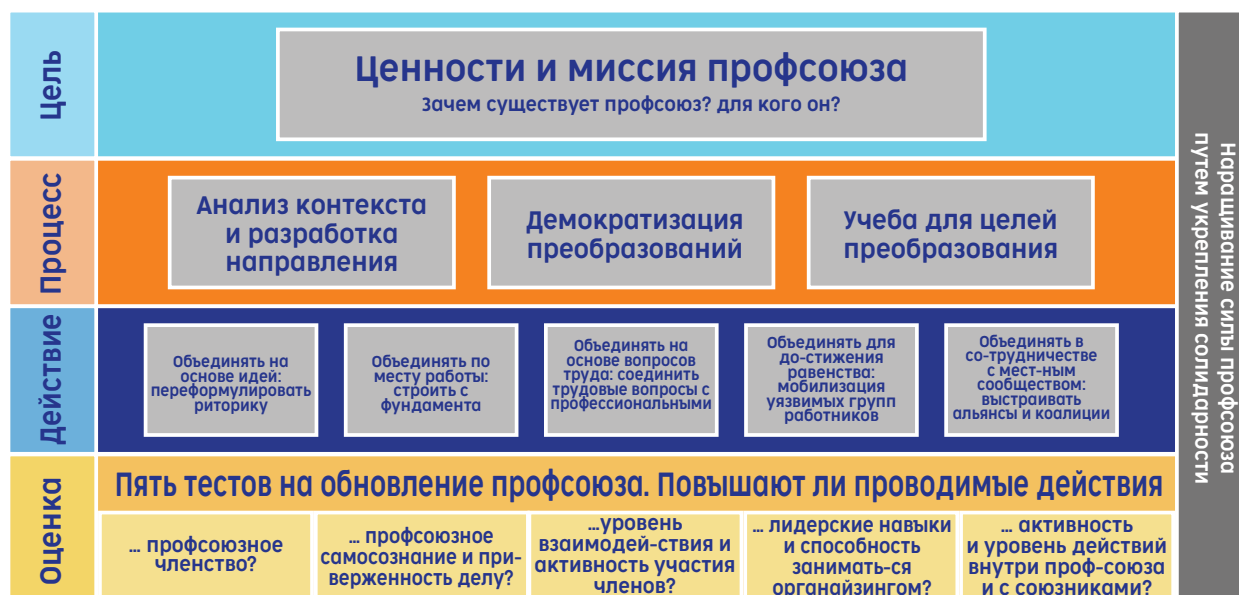 Цель
Ценности и миссия профсоюза
Зачем существует профсоюз? для кого он?
Процесс
Анализ контекста
и разработка
направления
Демократизация
преобразований
Учеба для целей
преобразования
Действие
Объединять на
основе идей:
переформулировать
риторику
Объединять по
месту работы:
строить с
фундамента
Объединять на
основе вопросов
труда: соединить
трудовые вопросы с
профессиональными
Объединять для
до-стижения
равенства:
мобилизация
уязвимых групп
работников
Объединять в
со-трудничестве
с мест-ным
сообществом:
выстраивать
альянсы и коалиции
Оценка
Пять тестов на обновление профсоюза. Повышают ли проводимые действия
... профсоюзное
членство?
... профсоюзное
самосознание и при-
верженность делу?
...уровень
взаимодей-ствия и
активность участия
членов?
... лидерские навыки
и способность
занимать-ся
органайзингом?
... активность
и уровень действий
внутри проф-союза
и с союзниками?
Наращивание силы профсоюза
путем укрепления солидарности